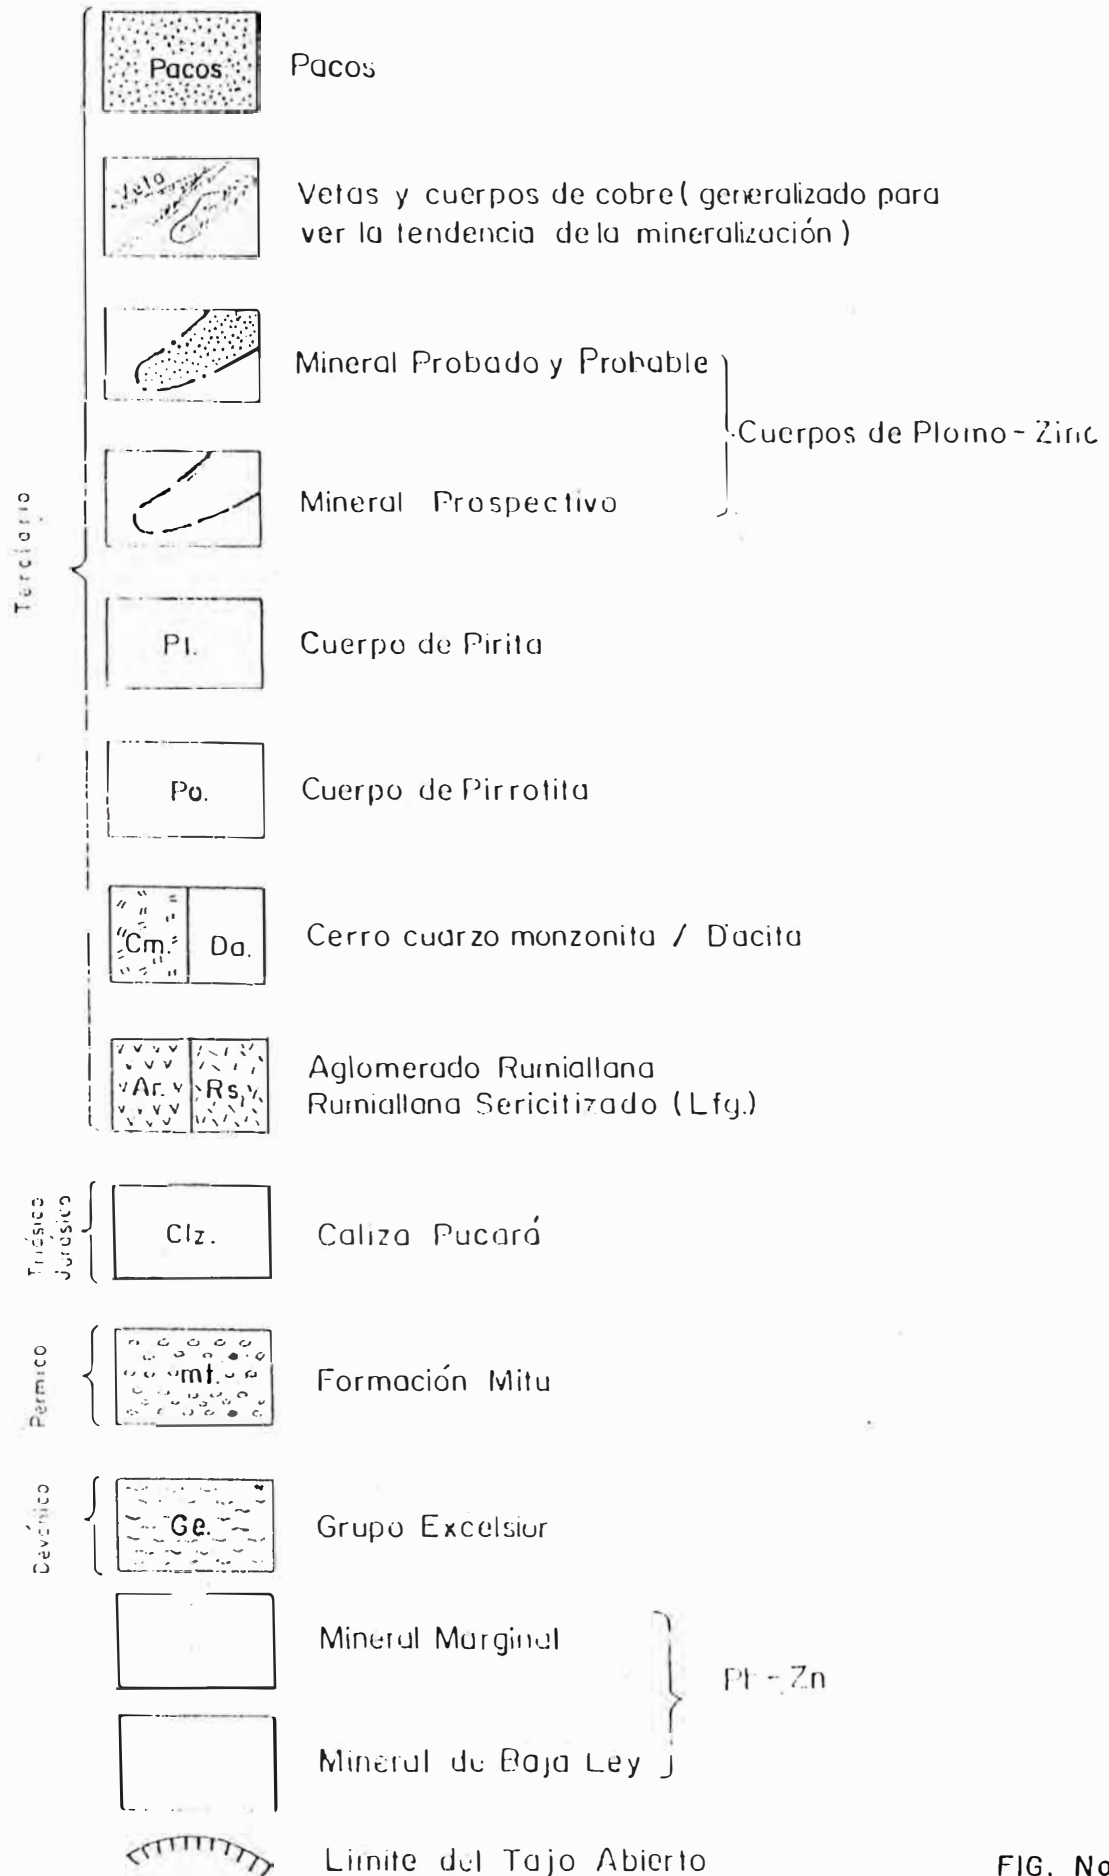 Terciario
Pacos Pacos
Veta Vetas y cuerpos de cobre ( generalizado para
ver la tendencia de la mineralización )
Mineral Probado y Probable
Cuerpos de Plomo - Zinc
Mineral Prospectivo
PI. Cuerpo de Pirita
Po. Cuerpo de Pirrotita
Cm. Da. Cerro cuarzo monzonita / Dacita
Ar. Rs. Aglomerado Rumiallana
Rumiallana Sericitizado ( Lfg.)
Triásico
Jurásico
Clz. Caliza Pucará
Permico
mt. Formación Mitu
Devónico
Ge. Grupo Excelsior
Mineral Marginal
Pb - Zn
Mineral de Baja Ley
Limite del Tajo Abierto
FIG. No